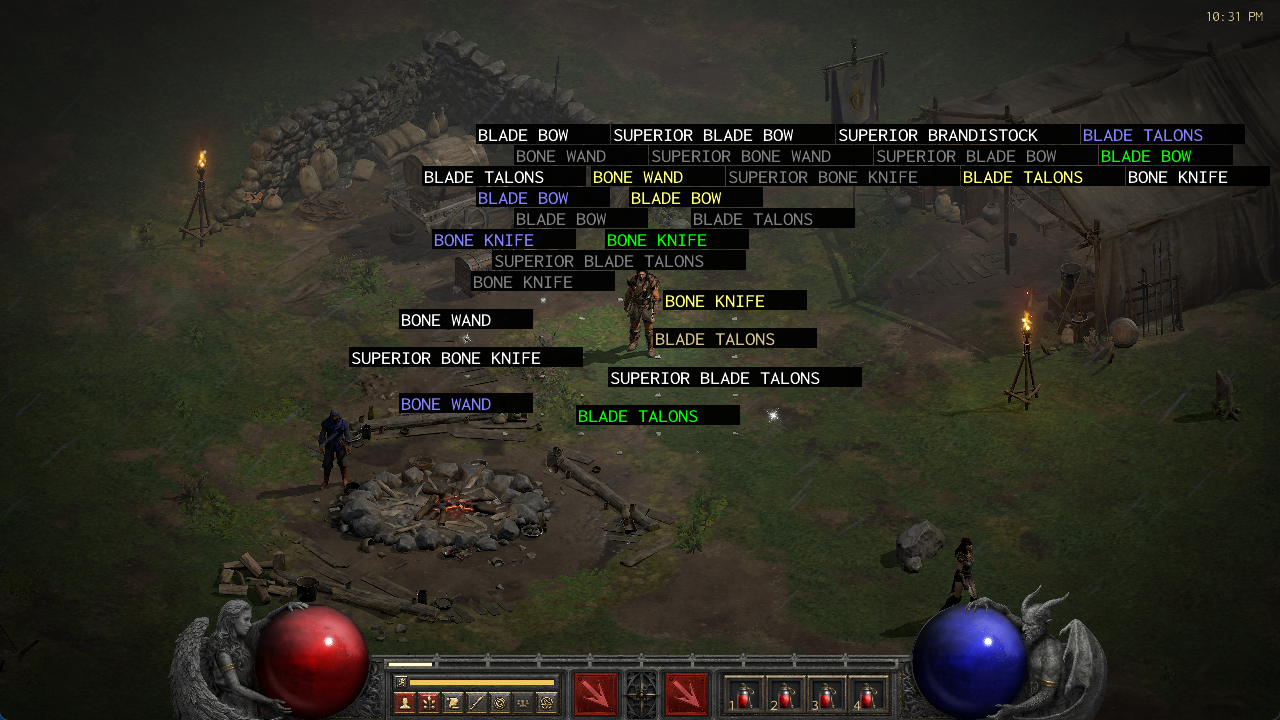 10:31 PM
BLADE BOW SUPERIOR BLADE BOW SUPERIOR BRANDISTOCK BLADE TALONS
BONE WAND SUPERIOR BONE WAND SUPERIOR BLADE BOW BLADE BOW
BLADE TALONS BONE WAND SUPERIOR BONE KNIFE BLADE TALONS BONE KNIFE
BLADE BOW BLADE BOW
BLADE BOW BLADE TALONS
BONE KNIFE BONE KNIFE
SUPERIOR BLADE TALONS
BONE KNIFE
BONE KNIFE
BONE WAND
BLADE TALONS
SUPERIOR BONE KNIFE
SUPERIOR BLADE TALONS
BONE WAND
BLADE TALONS
1 2 3 4